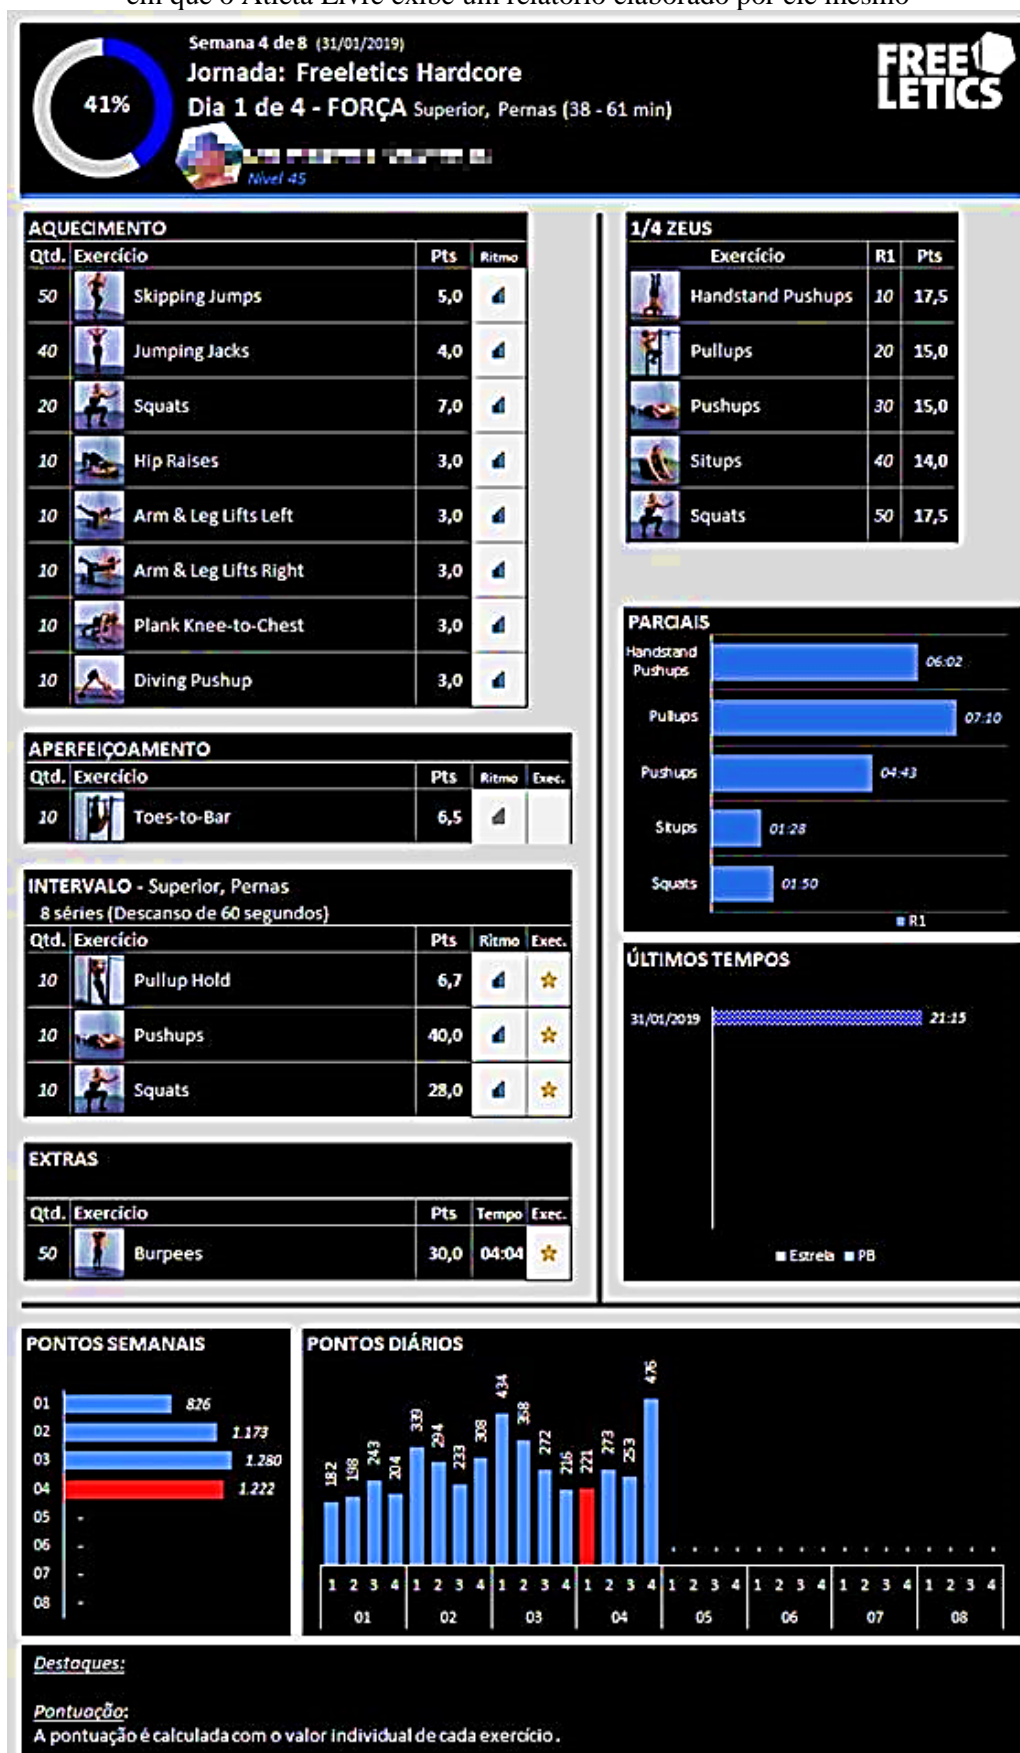 em que o Atleta Livre exibe um relatório elaborado por ele mesmo
41%
Semana 4 de 8 (31/01/2019)
Jornada: Freeletics Hardcore
Dia 1 de 4 - FORÇA Superior, Pernas (38 - 61 min)
Nível 45
FREE
LETICS
AQUECIMENTO
Qtd. Exercício Pts Ritmo
50 Skipping Jumps 5,0
40 Jumping Jacks 4,0
20 Squats 7,0
10 Hip Raises 3,0
10 Arm & Leg Lifts Left 3,0
10 Arm & Leg Lifts Right 3,0
10 Plank Knee-to-Chest 3,0
10 Diving Pushup 3,0
APERFEIÇOAMENTO
Qtd. Exercício Pts Ritmo Exec.
10 Toes-to-Bar 6,5
INTERVALO - Superior, Pernas
8 séries (Descanso de 60 segundos)
Qtd. Exercício Pts Ritmo Exec.
10 Pullup Hold 6,7
10 Pushups 40,0
10 Squats 28,0
EXTRAS
Qtd. Exercício Pts Tempo Exec.
50 Burpees 30,0 04:04
1/4 ZEUS
Exercício R1 Pts
Handstand Pushups 10 17,5
Pullups 20 15,0
Pushups 30 15,0
Situps 40 14,0
Squats 50 17,5
PARCIAIS
Handstand
Pushups 06:02
Pullups 07:10
Pushups 04:43
Situps 01:28
Squats 01:50
R1
ÚLTIMOS TEMPOS
31/01/2019 21:15
Estrela PB
PONTOS SEMANAIS
01 826
02 1.173
03 1.280
04 1.222
05 -
06 -
07 -
08 -
PONTOS DIÁRIOS
182 198 243 204 339 294 233 308 434 358 272 216 221 273 253 476
1 2 3 4 1 2 3 4 1 2 3 4 1 2 3 4 1 2 3 4 1 2 3 4 1 2 3 4 1 2 3 4
01 02 03 04 05 06 07 08
Destaques:
Pontuação:
A pontuação é calculada com o valor individual de cada exercício.